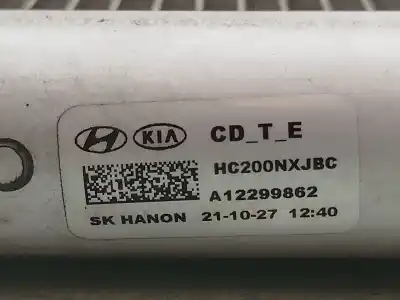 KIA CD_T_E
HC200NXJBC
A12299862
SK HANON 21-10-27 12:40